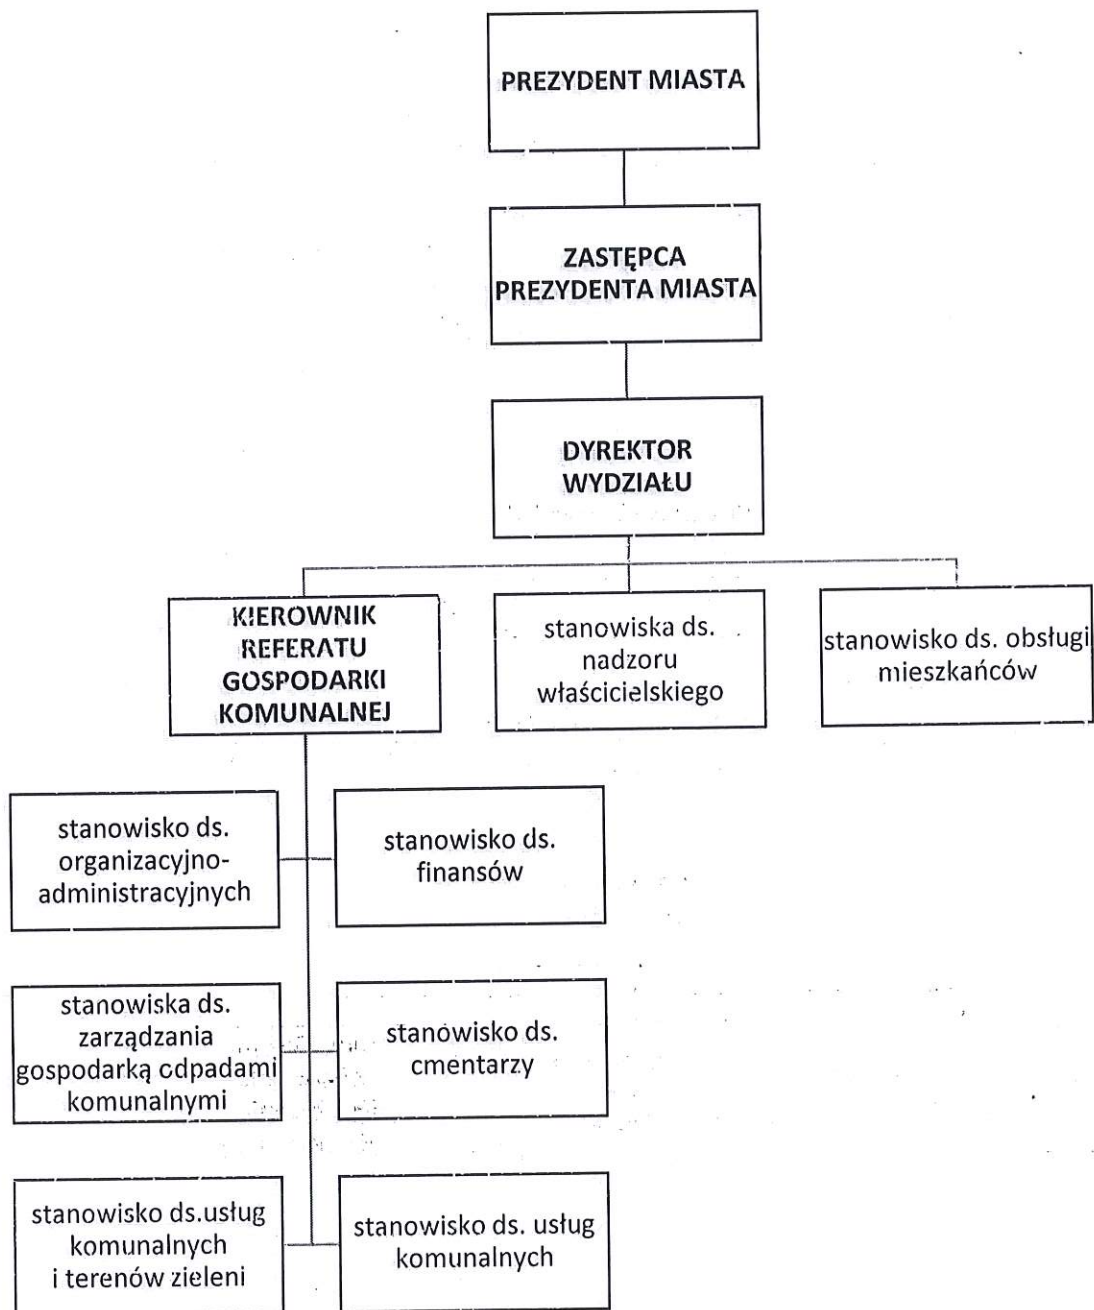 PREZYDENT MIASTA
ZASTĘPCA
PREZYDENTA MIASTA
DYREKTOR
WYDZIAŁU
KIEROWNIK
REFERATU
GOSPODARKI
KOMUNALNEJ
stanowiska ds.
nadzoru
właścicielskiego
stanowisko ds. obsługi
mieszkańców
stanowisko ds.
organizacyjno-
administracyjnych
stanowisko ds.
finansów
stanowiska ds.
zarządzania
gospodarką odpadami
komunalnymi
stanowisko ds.
cmentarzy
stanowisko ds.usług
komunalnych
i terenów zieleni
stanowisko ds. usług
komunalnych